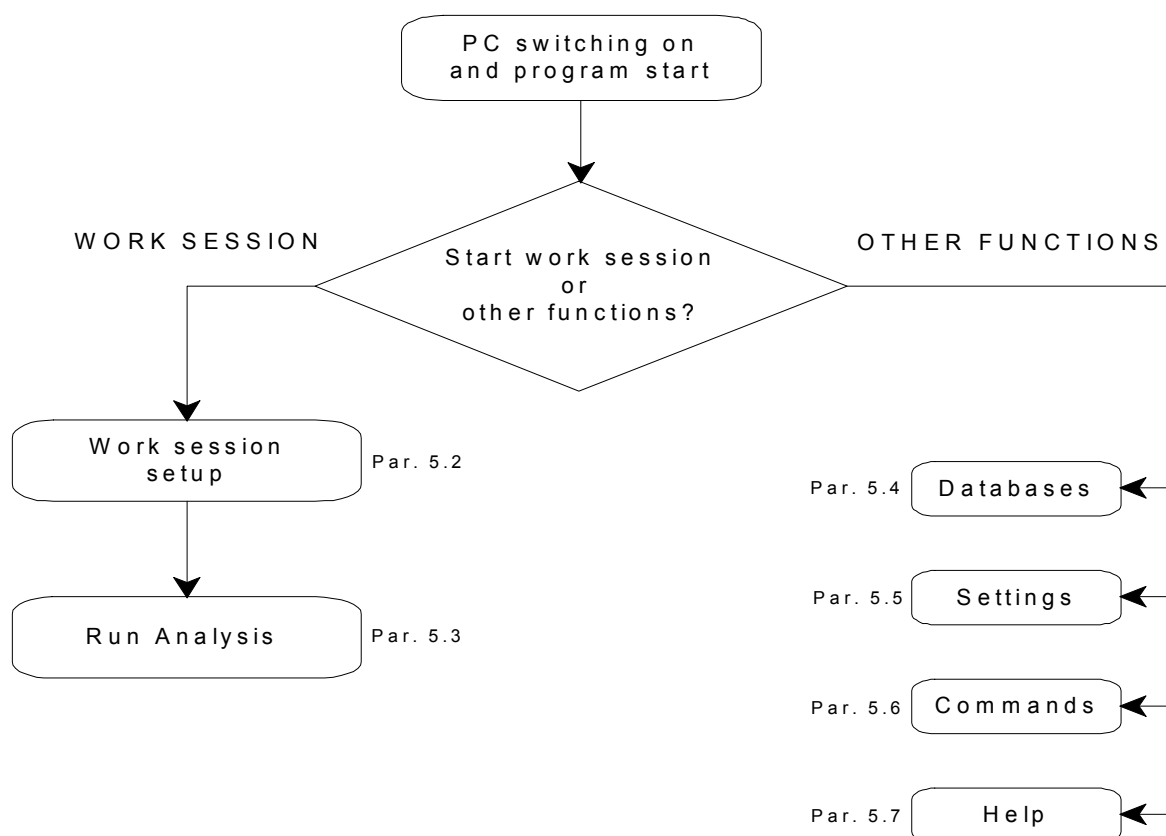 PC switching on
and program start
WORK SESSION
OTHER FUNCTIONS
Start work session
or
other functions?
Work session
setup
Par. 5.2
Par. 5.4
Databases
Par. 5.5
Settings
Run Analysis
Par. 5.3
Par. 5.6
Commands
Par. 5.7
Help